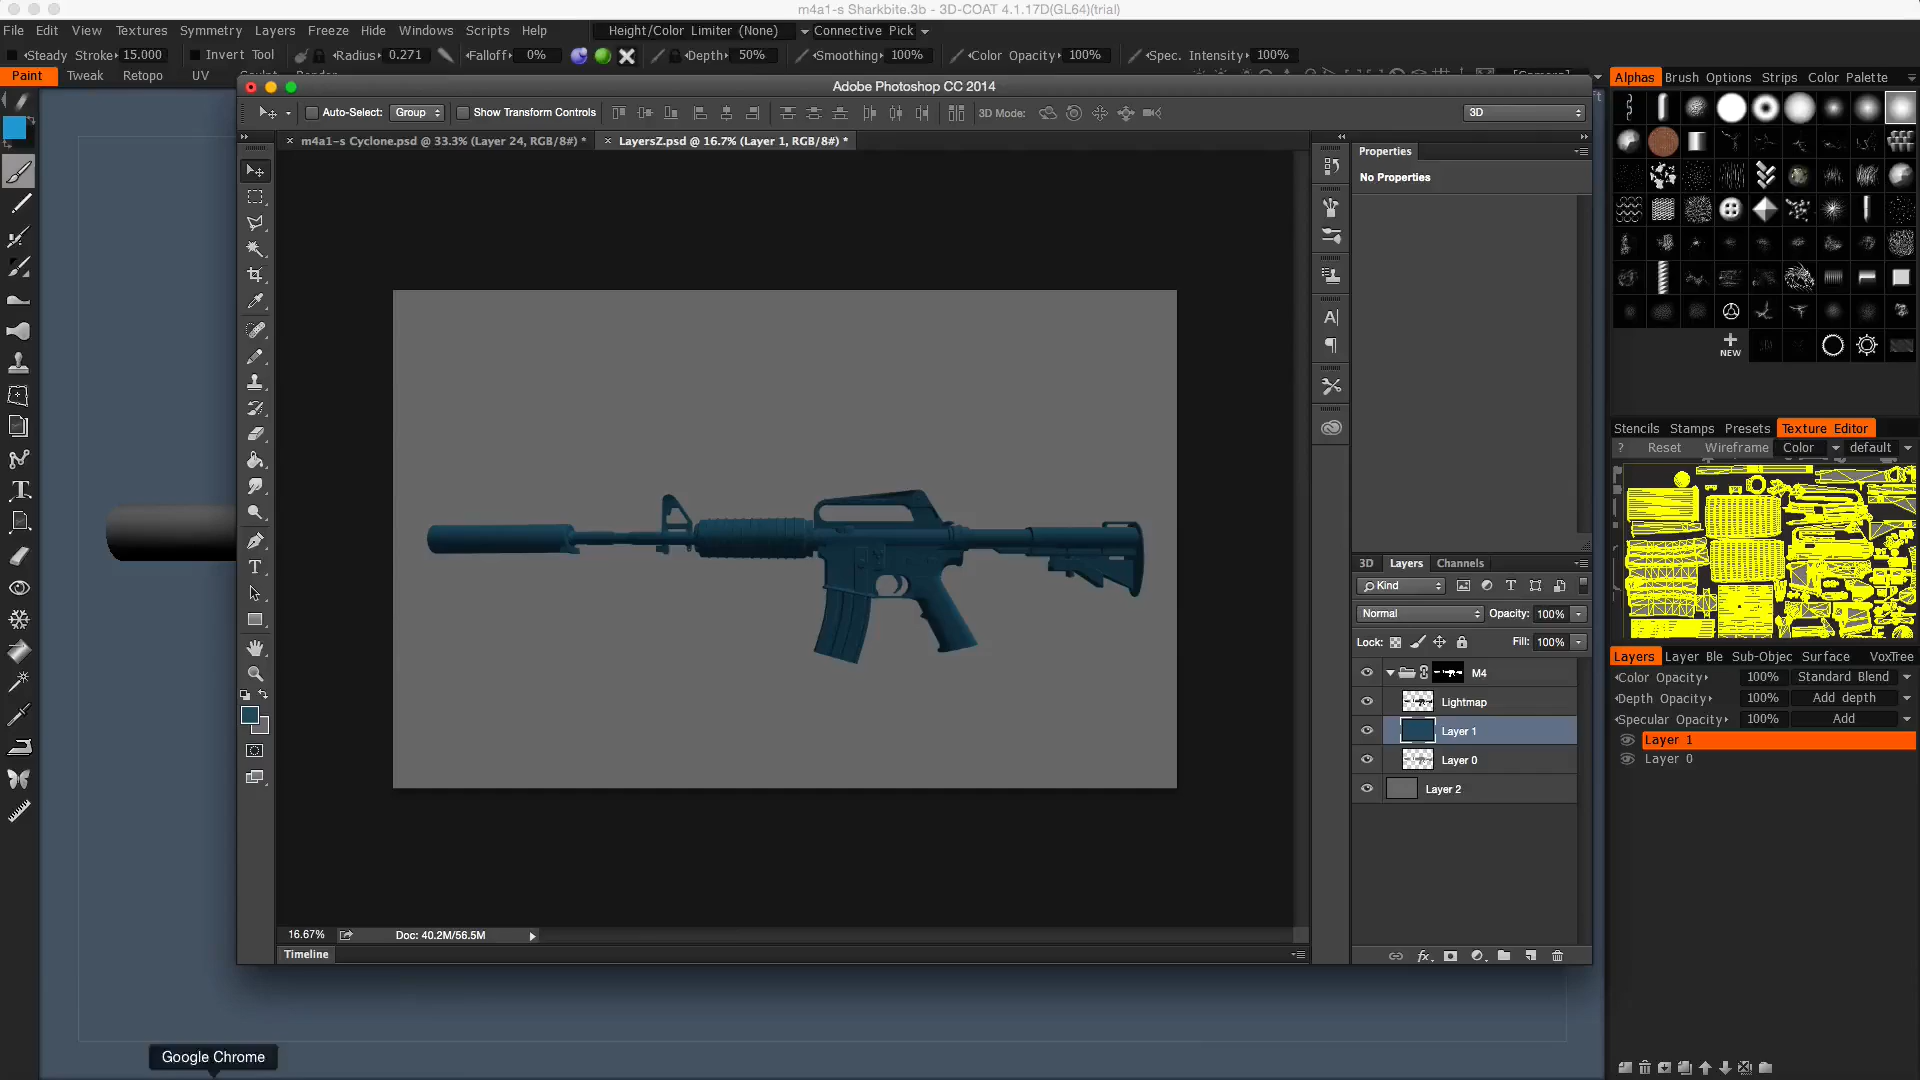 m4a1-s Sharkbite.3b - 3D-COAT 4.1.17D(GL64)(trial)
File Edit View Textures Symmetry Layers Freeze Hide Windows Scripts Help Height/Color Limiter (None) Connective Pick
Steady Stroke 15.000 Invert Tool Radius 0.271 Falloff 0% Depth 50% Smoothing 100% Color Opacity 100% Spec. Intensity 100%
Paint Tweak Retopo UV
Alphas Brush Options Strips Color Palette
Adobe Photoshop CC 2014
Auto-Select: Group Show Transform Controls 3D Mode: 3D
m4a1-s Cyclone.psd @ 33.3% (Layer 24, RGB/8#) *
LayersZ.psd @ 16.7% (Layer 1, RGB/8#) *
Properties
No Properties
NEW
Stencils Stamps Presets Texture Editor
? Reset Wireframe Color default
3D Layers Channels
Kind
Normal Opacity: 100%
Lock: Fill: 100%
M4
Lightmap
Layer 1
Layer 0
Layer 2
Layers Layer Ble Sub-Objec Surface VoxTree
Color Opacity 100% Standard Blend
Depth Opacity 100% Add depth
Specular Opacity 100% Add
Layer 1
Layer 0
16.67% Doc: 40.2M/56.5M
Timeline
Google Chrome